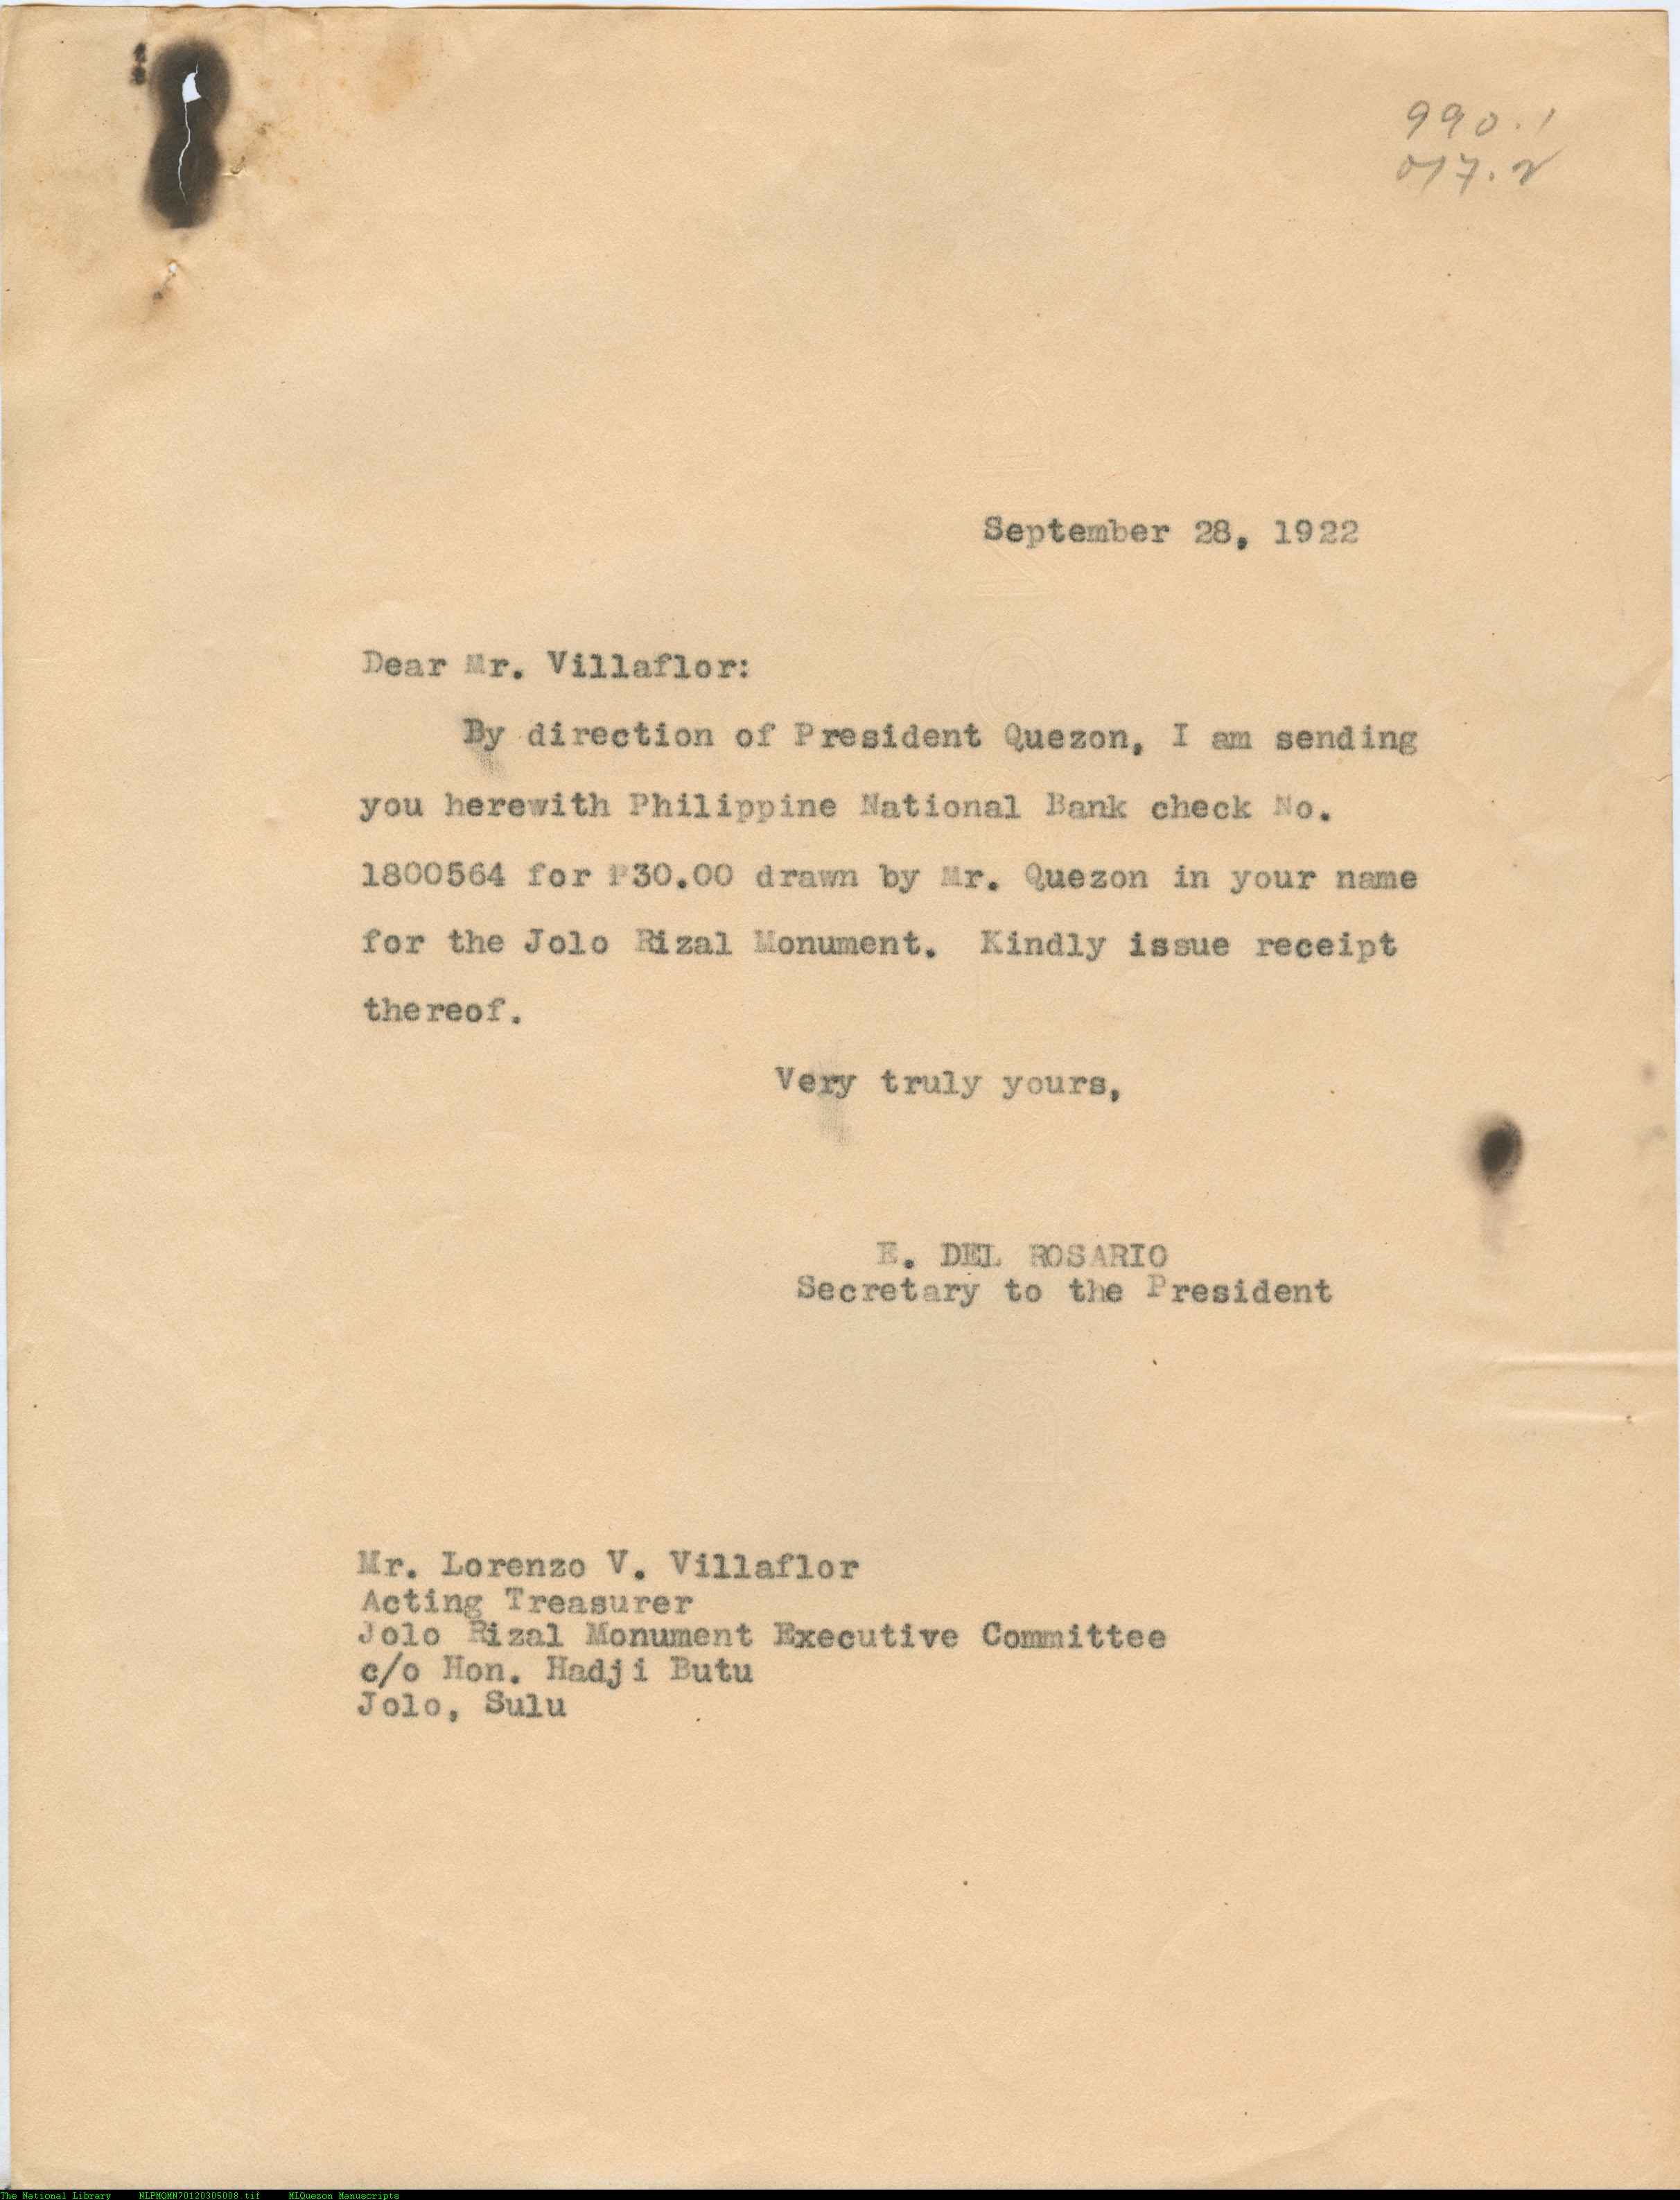 990.1
017.2
September 28, 1922
Dear Mr. Villaflor:
By direction of President Quezon, I am sending
you herewith Philippine National Bank check No.
1800564 for ₱30.00 drawn by Mr. Quezon in your name
for the Jolo Rizal Monument. Kindly issue receipt
thereof.
Very truly yours,
E. DEL ROSARIO
Secretary to the President
Mr. Lorenzo V. Villaflor
Acting Treasurer
Jolo Rizal Monument Executive Committee
c/o Hon. Hadji Butu
Jolo, Sulu
The National Library NLPMQMN70120305008.tif MLQuezon Manuscripts